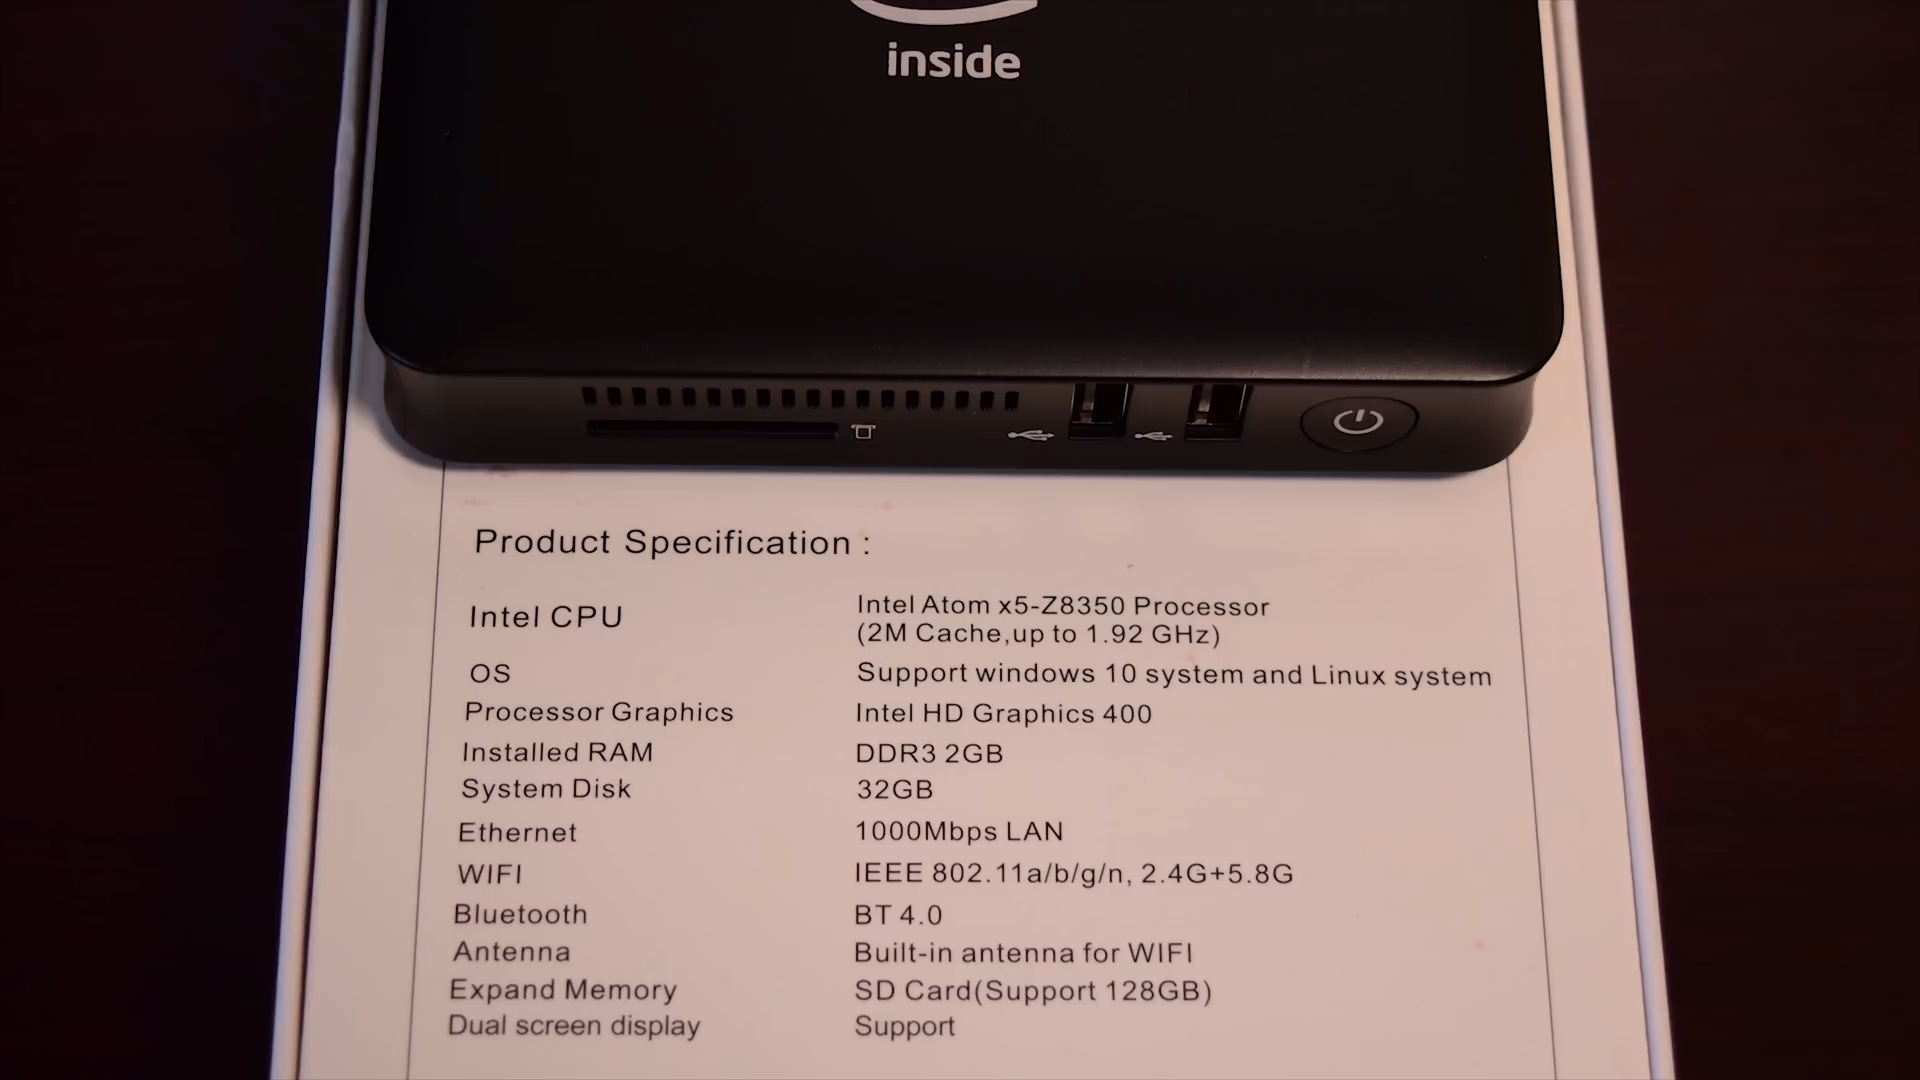 inside
Product Specification :
Intel CPU
Intel Atom x5-Z8350 Processor
(2M Cache,up to 1.92 GHz)
OS Support windows 10 system and Linux system
Processor Graphics Intel HD Graphics 400
Installed RAM DDR3 2GB
System Disk 32GB
Ethernet 1000Mbps LAN
WIFI IEEE 802.11a/b/g/n, 2.4G+5.8G
Bluetooth BT 4.0
Antenna Built-in antenna for WIFI
Expand Memory SD Card(Support 128GB)
Dual screen display Support